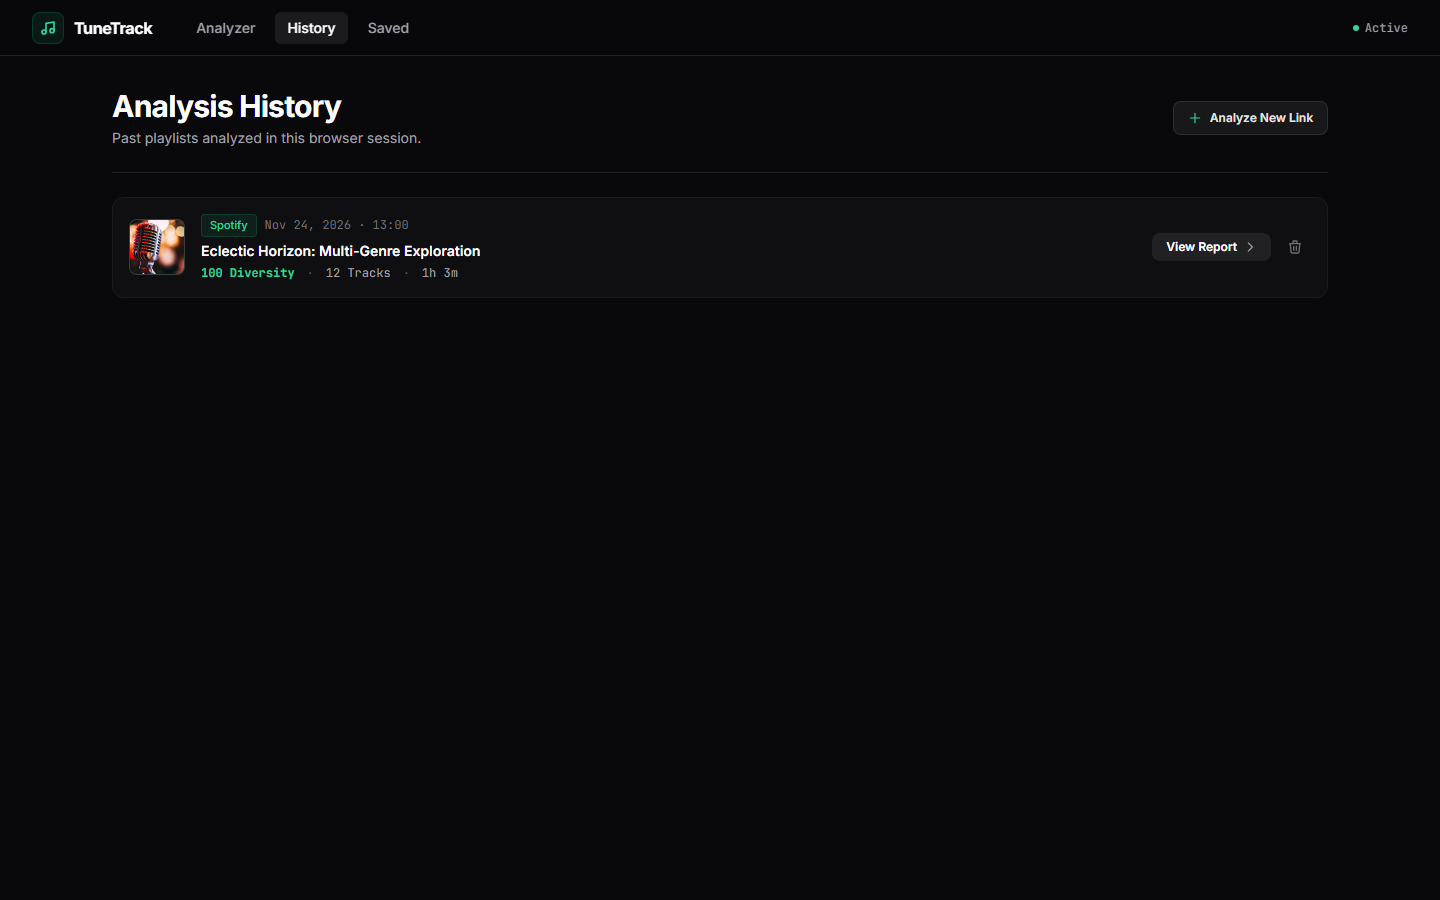 TuneTrack
Analyzer
History
Saved
Active
Analysis History
Past playlists analyzed in this browser session.
Analyze New Link
Spotify
Nov 24, 2026 · 13:00
Eclectic Horizon: Multi-Genre Exploration
100 Diversity · 12 Tracks · 1h 3m
View Report